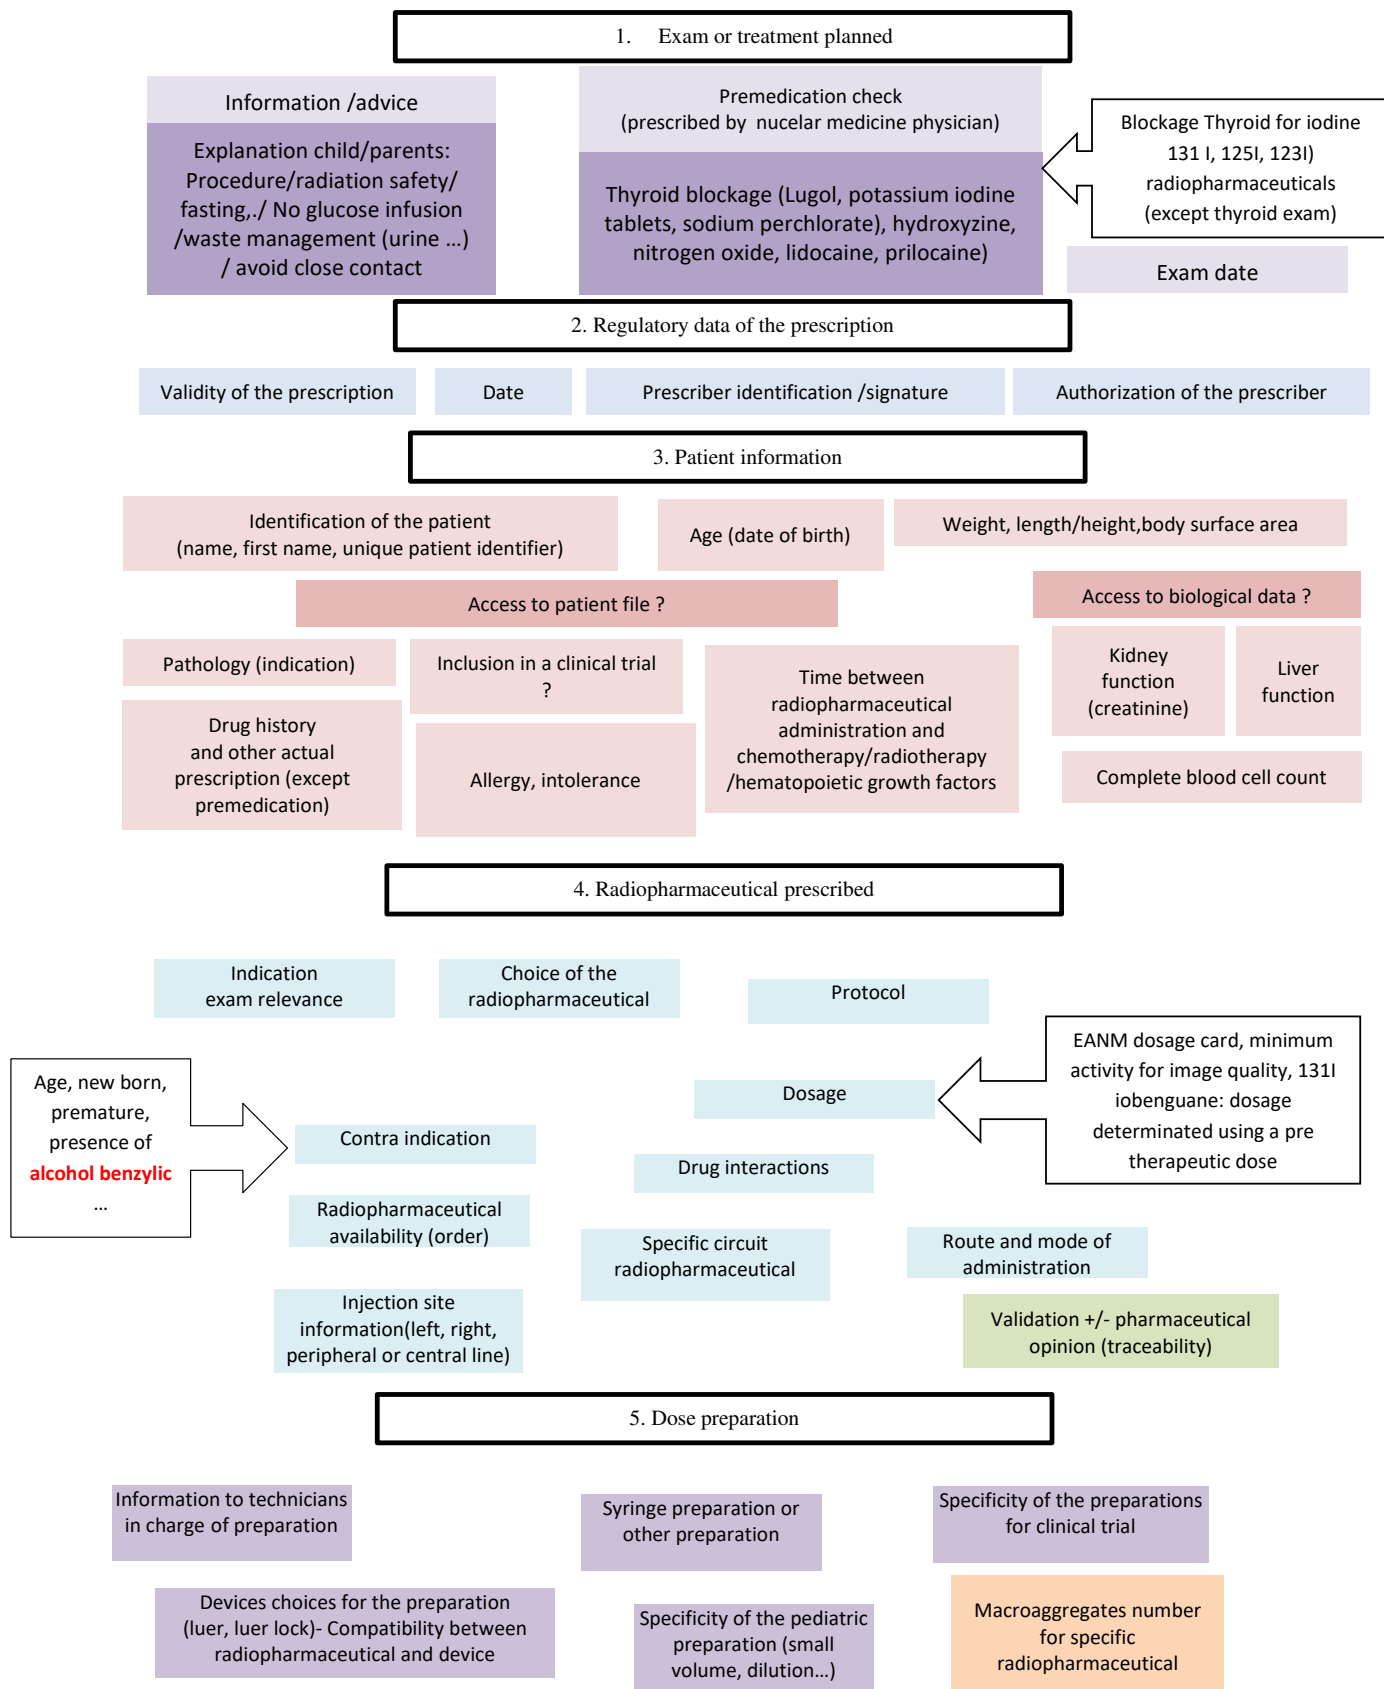 1. Exam or treatment planned
Information /advice
Explanation child/parents:
Procedure/radiation safety/
fasting,./ No glucose infusion
/waste management (urine ...)
/ avoid close contact
Premedication check
(prescribed by nucelar medicine physician)
Thyroid blockage (Lugol, potassium iodine
tablets, sodium perchlorate), hydroxyzine,
nitrogen oxide, lidocaine, prilocaine)
Blockage Thyroid for iodine
131 I, 125I, 123I)
radiopharmaceuticals
(except thyroid exam)
Exam date
2. Regulatory data of the prescription
Validity of the prescription
Date
Prescriber identification /signature
Authorization of the prescriber
3. Patient information
Identification of the patient
(name, first name, unique patient identifier)
Age (date of birth)
Weight, length/height,body surface area
Access to patient file ?
Access to biological data ?
Pathology (indication)
Inclusion in a clinical trial
?
Time between
radiopharmaceutical
administration and
chemotherapy/radiotherapy
/hematopoietic growth factors
Kidney
function
(creatinine)
Liver
function
Drug history
and other actual
prescription (except
premedication)
Allergy, intolerance
Complete blood cell count
4. Radiopharmaceutical prescribed
Indication
exam relevance
Choice of the
radiopharmaceutical
Protocol
EANM dosage card, minimum
activity for image quality, 131I
iobenguane: dosage
determinated using a pre
therapeutic dose
Age, new born,
premature,
presence of
alcohol benzylic
...
Dosage
Contra indication
Drug interactions
Radiopharmaceutical
availability (order)
Specific circuit
radiopharmaceutical
Route and mode of
administration
Injection site
information(left, right,
peripheral or central line)
Validation +/- pharmaceutical
opinion (traceability)
5. Dose preparation
Information to technicians
in charge of preparation
Syringe preparation or
other preparation
Specificity of the preparations
for clinical trial
Devices choices for the preparation
(luer, luer lock)- Compatibility between
radiopharmaceutical and device
Specificity of the pediatric
preparation (small
volume, dilution...)
Macroaggregates number
for specific
radiopharmaceutical